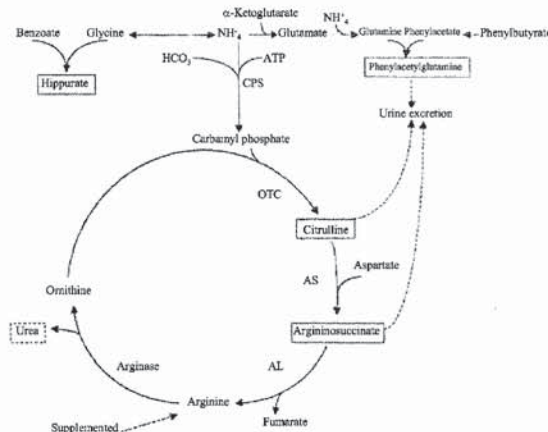 α-Ketoglutarate
NH⁺₄
Benzoate
Glycine
NH⁺₄
Glutamate
Glutamine Phenylacetate
Phenylbutyrate
HCO₃
ATP
Hippurate
Phenylacetylglutamine
CPS
Urine excretion
Carbamyl phosphate
OTC
Citrulline
Aspartate
AS
Ornithine
Urea
Argininosuccinate
Arginase
AL
Arginine
Fumarate
Supplemented